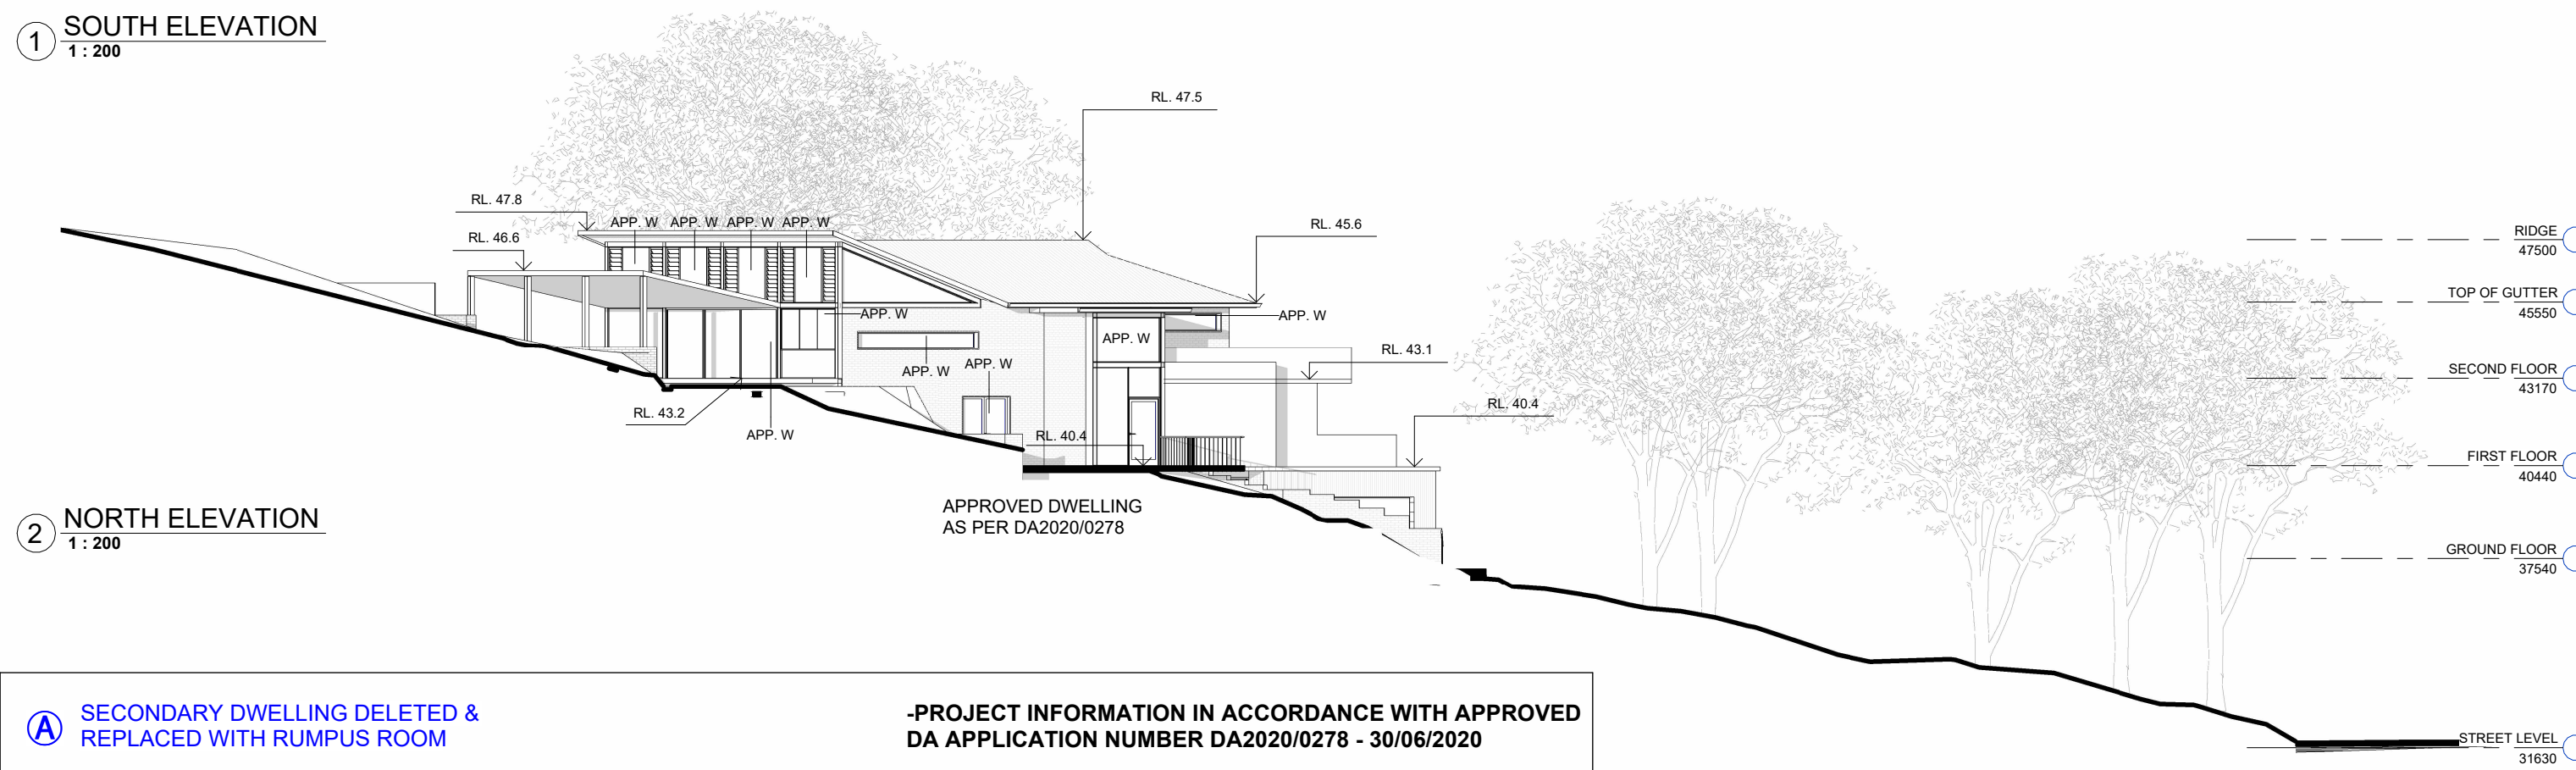 1
SOUTH ELEVATION
1 : 200
RL. 47.5
RL. 47.8
APP. W APP. W APP. W APP. W
RL. 46.6
RL. 45.6
RIDGE
47500
TOP OF GUTTER
45550
APP. W
APP. W
APP. W
RL. 43.1
APP. W
APP. W
SECOND FLOOR
43170
RL. 43.2
APP. W
RL. 40.4
RL. 40.4
FIRST FLOOR
40440
APPROVED DWELLING
AS PER DA2020/0278
2
NORTH ELEVATION
1 : 200
GROUND FLOOR
37540
A
SECONDARY DWELLING DELETED &
REPLACED WITH RUMPUS ROOM
-PROJECT INFORMATION IN ACCORDANCE WITH APPROVED
DA APPLICATION NUMBER DA2020/0278 - 30/06/2020
STREET LEVEL
31630